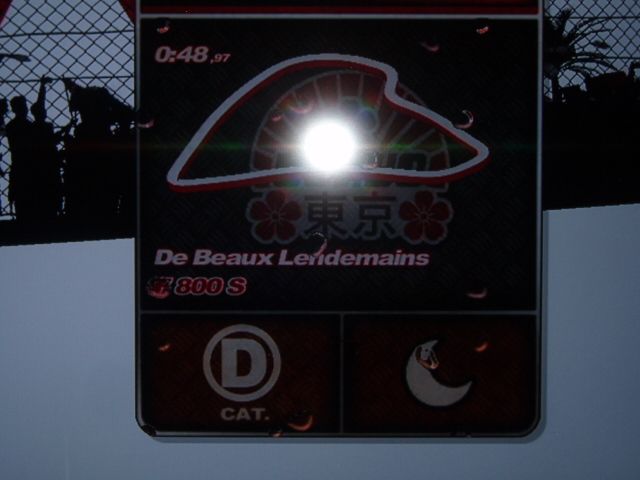 0:48,97
東京
De Beaux Lendemains
800 S
D
CAT.